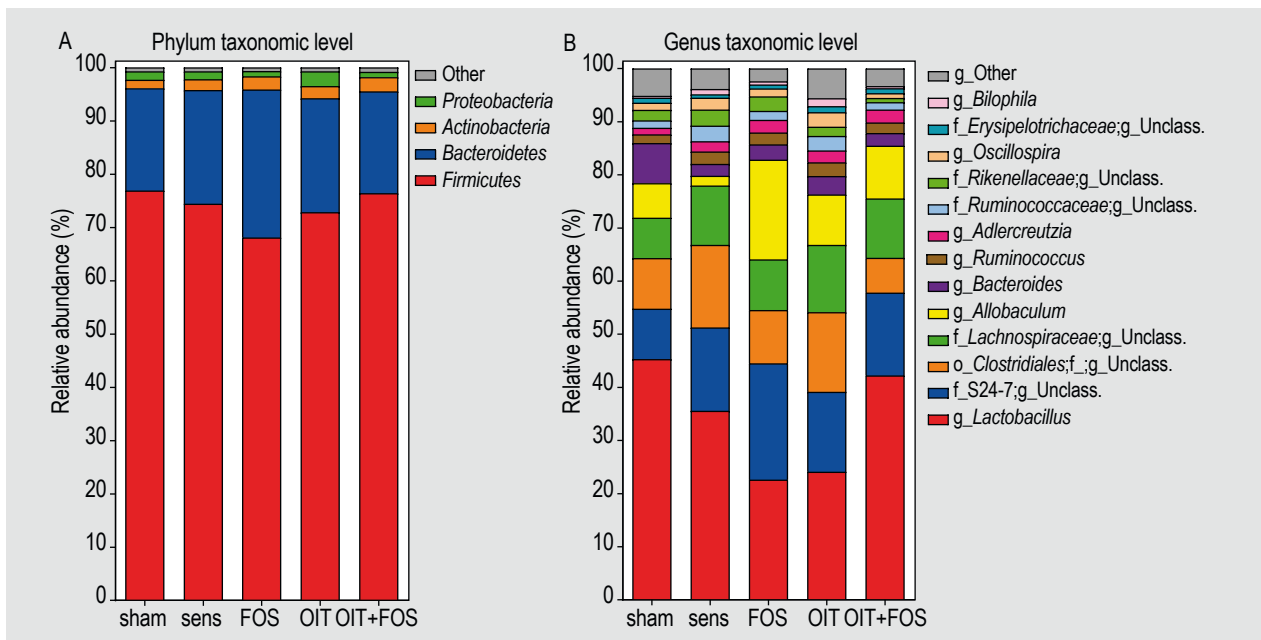 A
Phylum taxonomic level
Relative abundance (%)
100
90
80
70
60
50
40
30
20
10
0
sham sens FOS OIT OIT+FOS
Other
Proteobacteria
Actinobacteria
Bacteroidetes
Firmicutes
B
Genus taxonomic level
Relative abundance (%)
100
90
80
70
60
50
40
30
20
10
0
sham sens FOS OIT OIT+FOS
g_Other
g_Bilophila
f_Erysipelotrichaceae;g_Unclass.
g_Oscillospira
f_Rikenellaceae;g_Unclass.
f_Ruminococcaceae;g_Unclass.
g_Adlercreutzia
g_Ruminococcus
g_Bacteroides
g_Allobaculum
f_Lachnospiraceae;g_Unclass.
o_Clostridiales;f_;g_Unclass.
f_S24-7;g_Unclass.
g_Lactobacillus